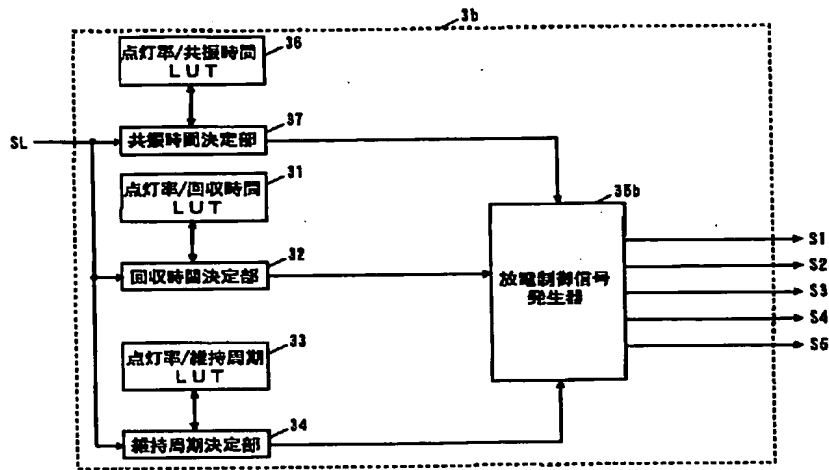 3b
点灯率/共振時間
LUT
36
SL
共振時間決定部
37
点灯率/回収時間
LUT
31
回収時間決定部
32
点灯率/維持周期
LUT
33
維持周期決定部
34
35b
放電制御信号
発生器
S1
S2
S3
S4
S6